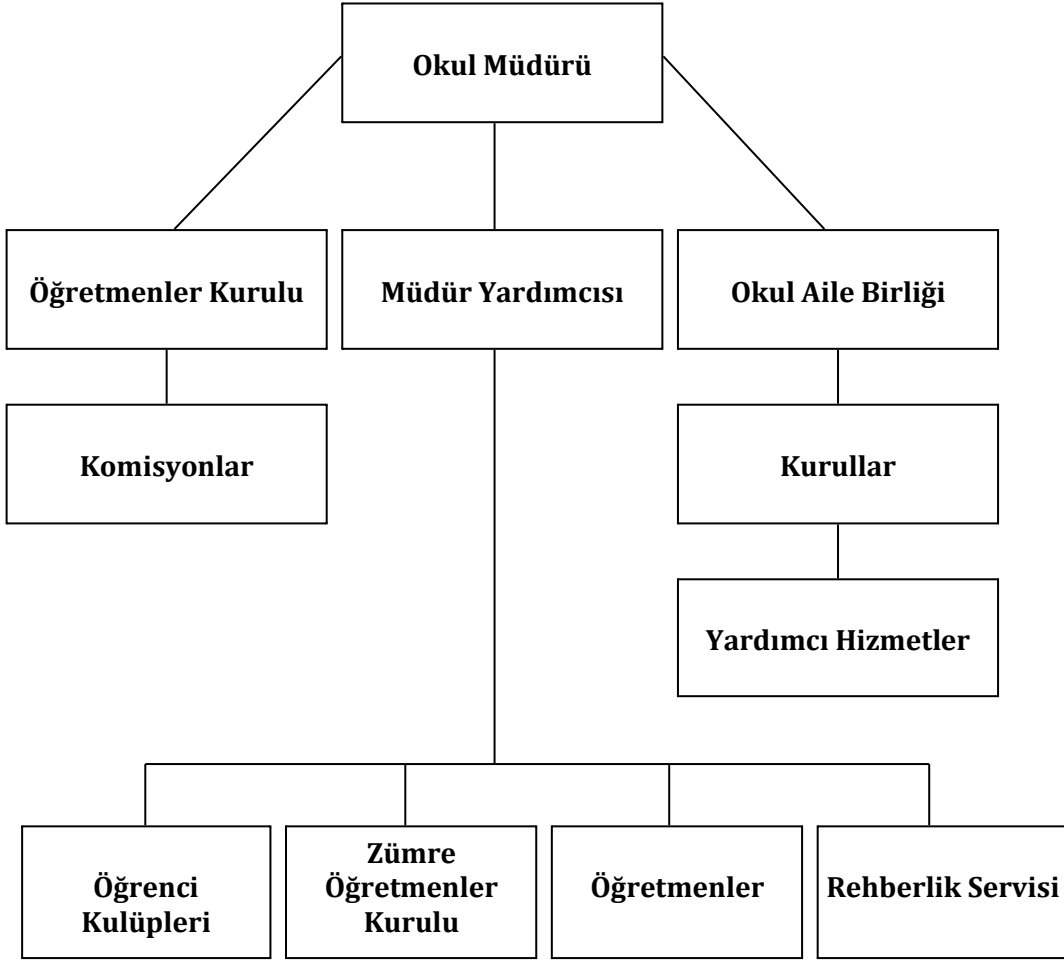 Okul Müdürü
Öğretmenler Kurulu
Müdür Yardımcısı
Okul Aile Birliği
Komisyonlar
Kurullar
Yardımcı Hizmetler
Öğrenci
Kulüpleri
Zümre
Öğretmenler
Kurulu
Öğretmenler
Rehberlik Servisi